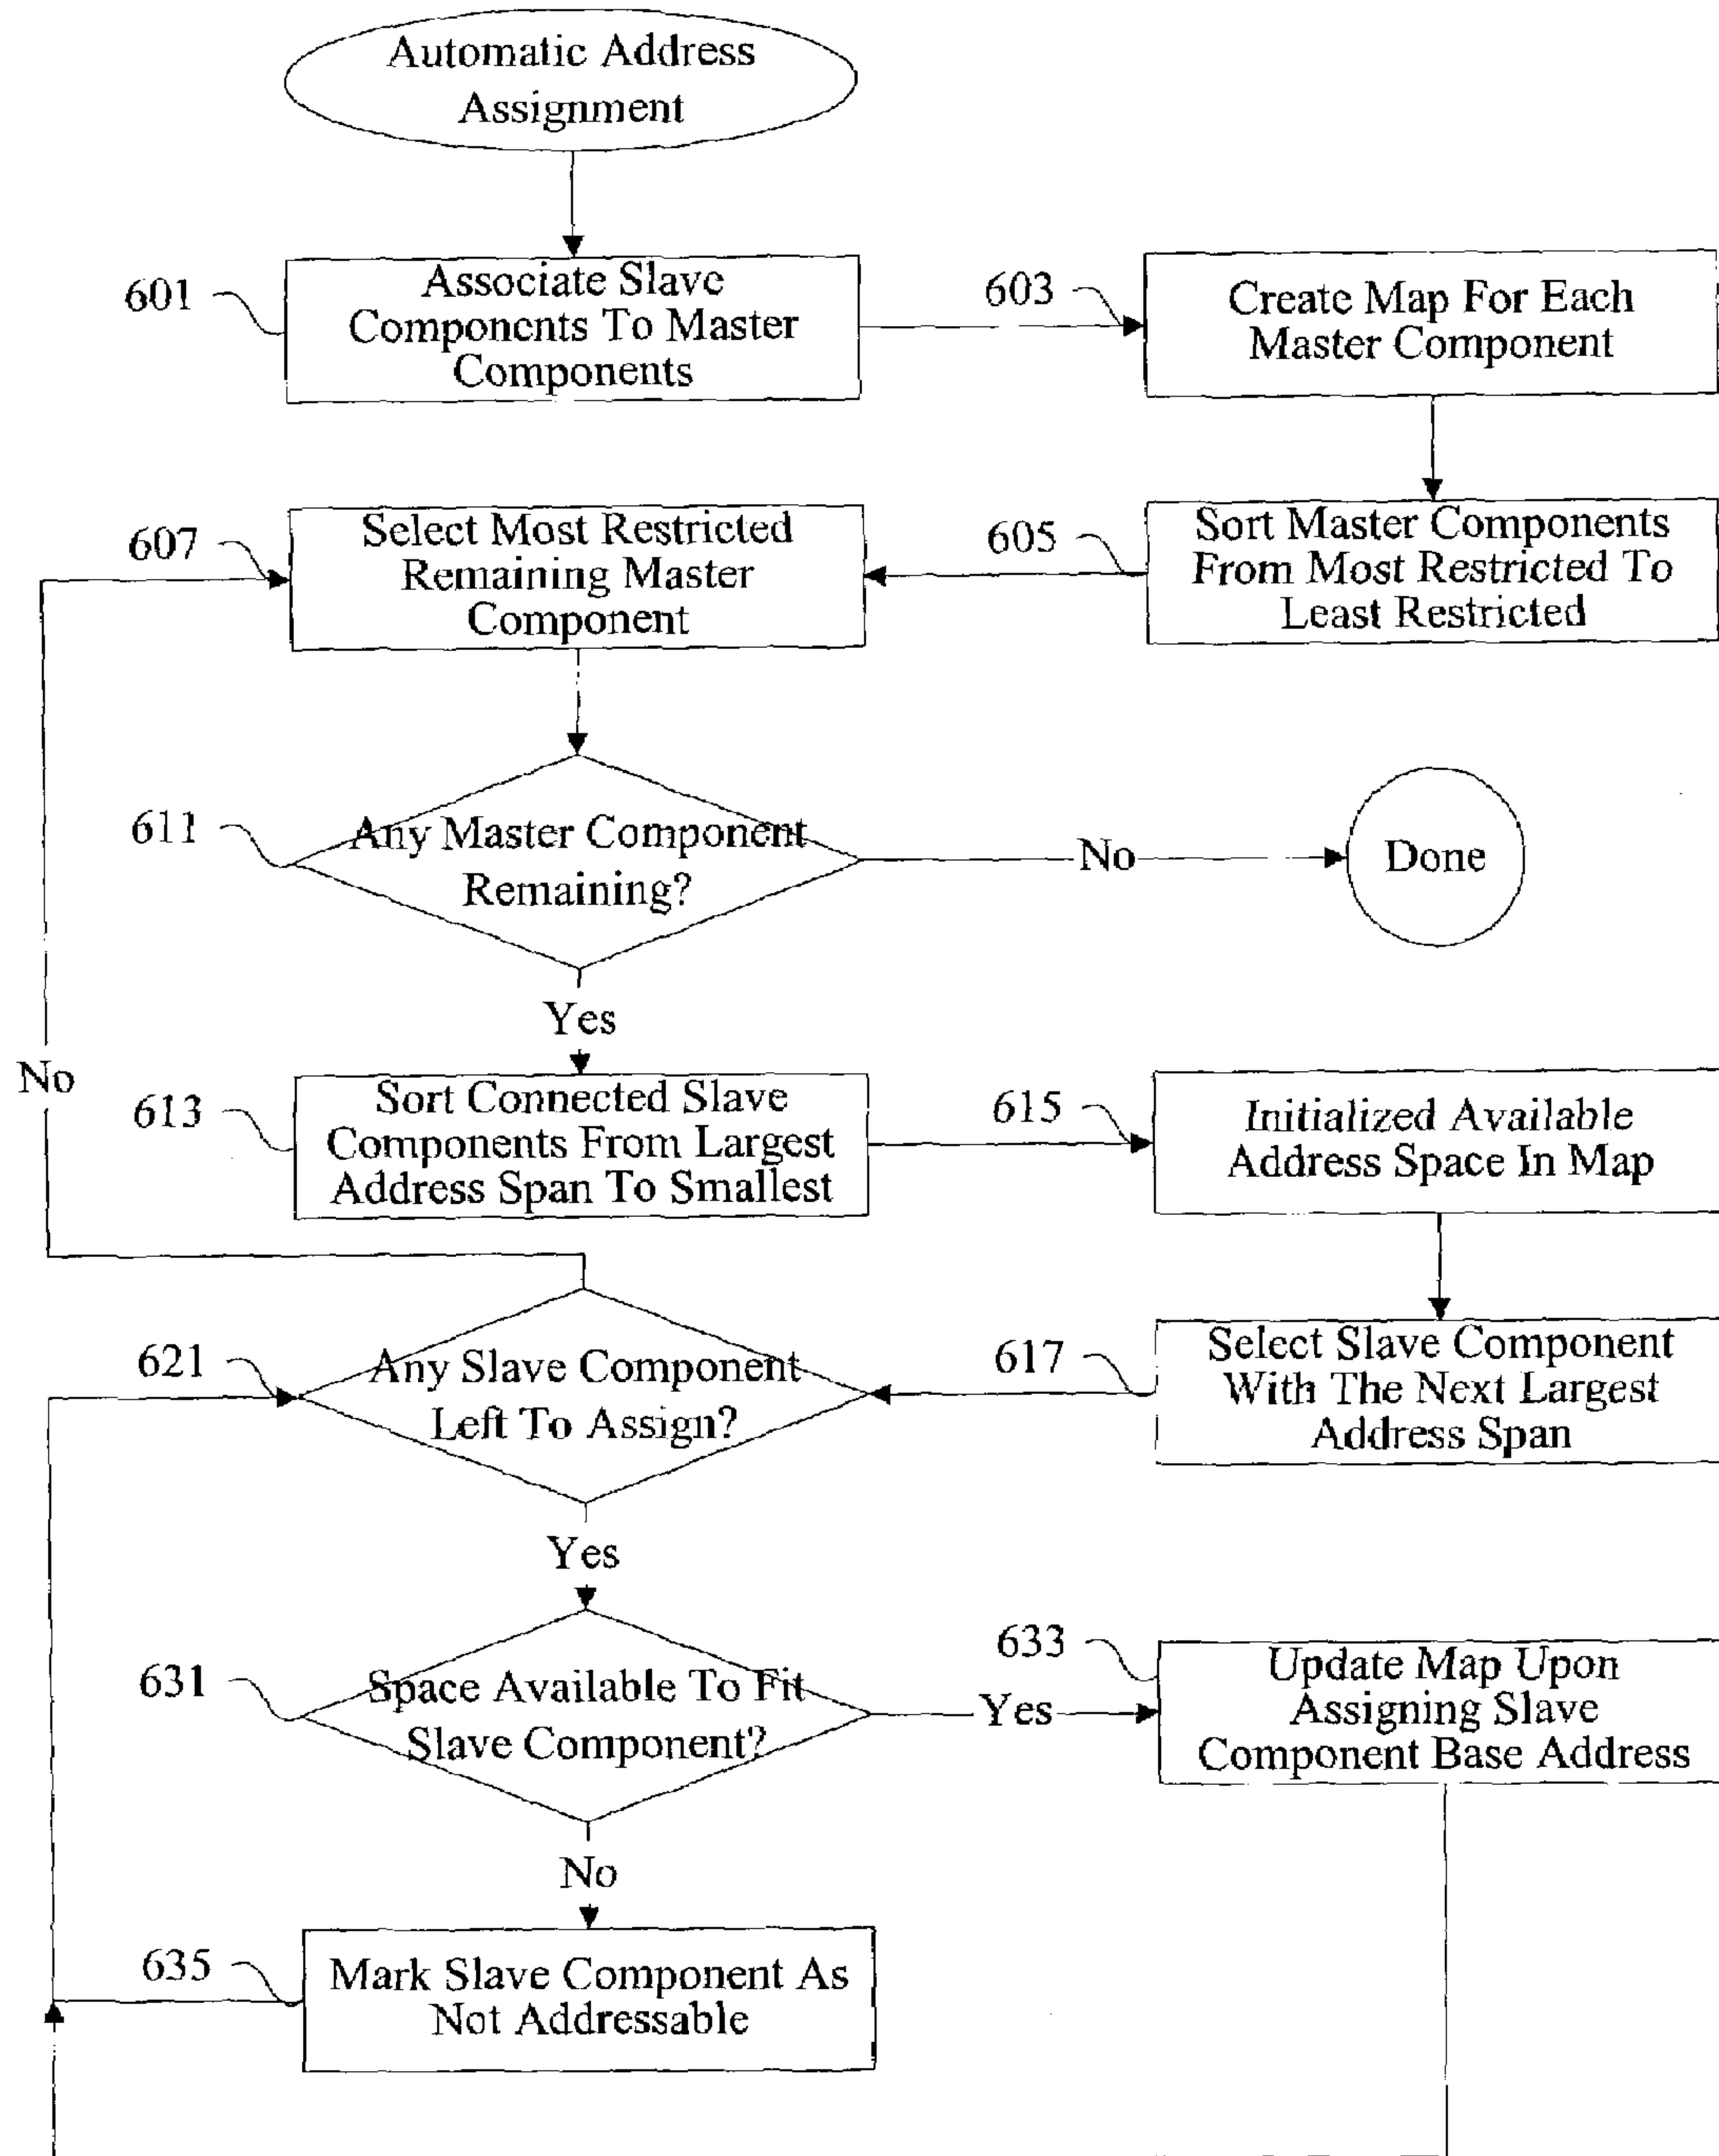 Automatic Address
Assignment
601
Associate Slave
Components To Master
Components
603
Create Map For Each
Master Component
607
Select Most Restricted
Remaining Master
Component
605
Sort Master Components
From Most Restricted To
Least Restricted
611
Any Master Component
Remaining?
No
Done
Yes
No
613
Sort Connected Slave
Components From Largest
Address Span To Smallest
615
Initialized Available
Address Space In Map
621
Any Slave Component
Left To Assign?
617
Select Slave Component
With The Next Largest
Address Span
Yes
631
Space Available To Fit
Slave Component?
Yes
633
Update Map Upon
Assigning Slave
Component Base Address
No
635
Mark Slave Component As
Not Addressable